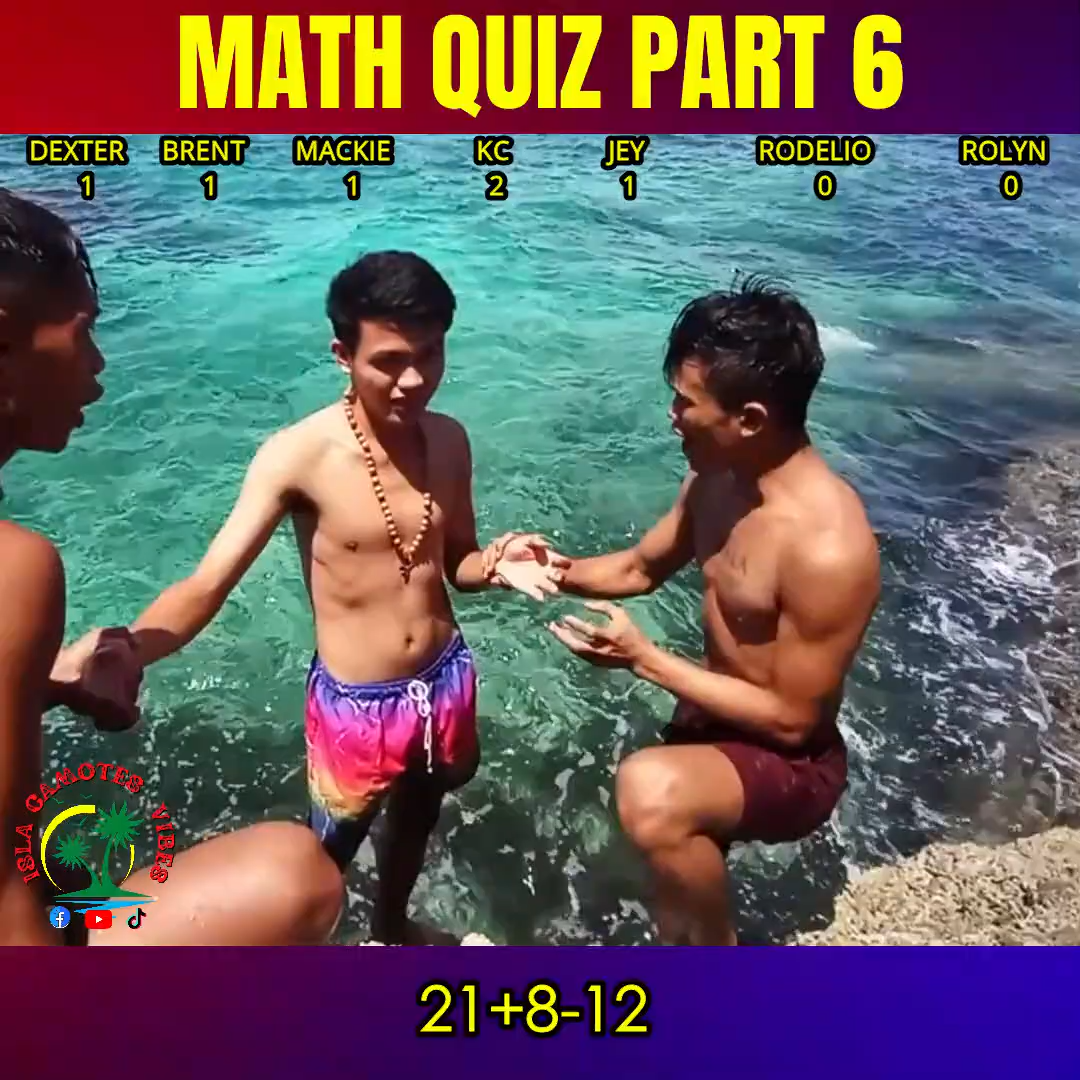 MATH QUIZ PART 6
DEXTER BRENT MACKIE KC JEY RODELIO ROLYN
1 1 1 2 1 0 0
ISLA CAMOTES VIBES
21+8-12